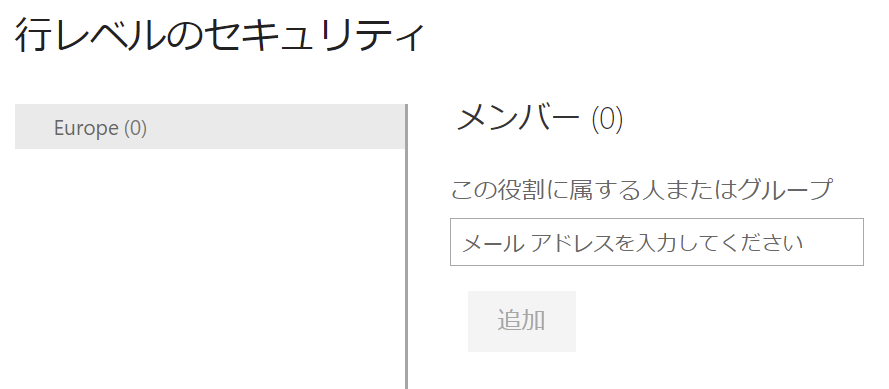 行レベルのセキュリティ
Europe (0)
メンバー (0)
この役割に属する人またはグループ
メール アドレスを入力してください
追加